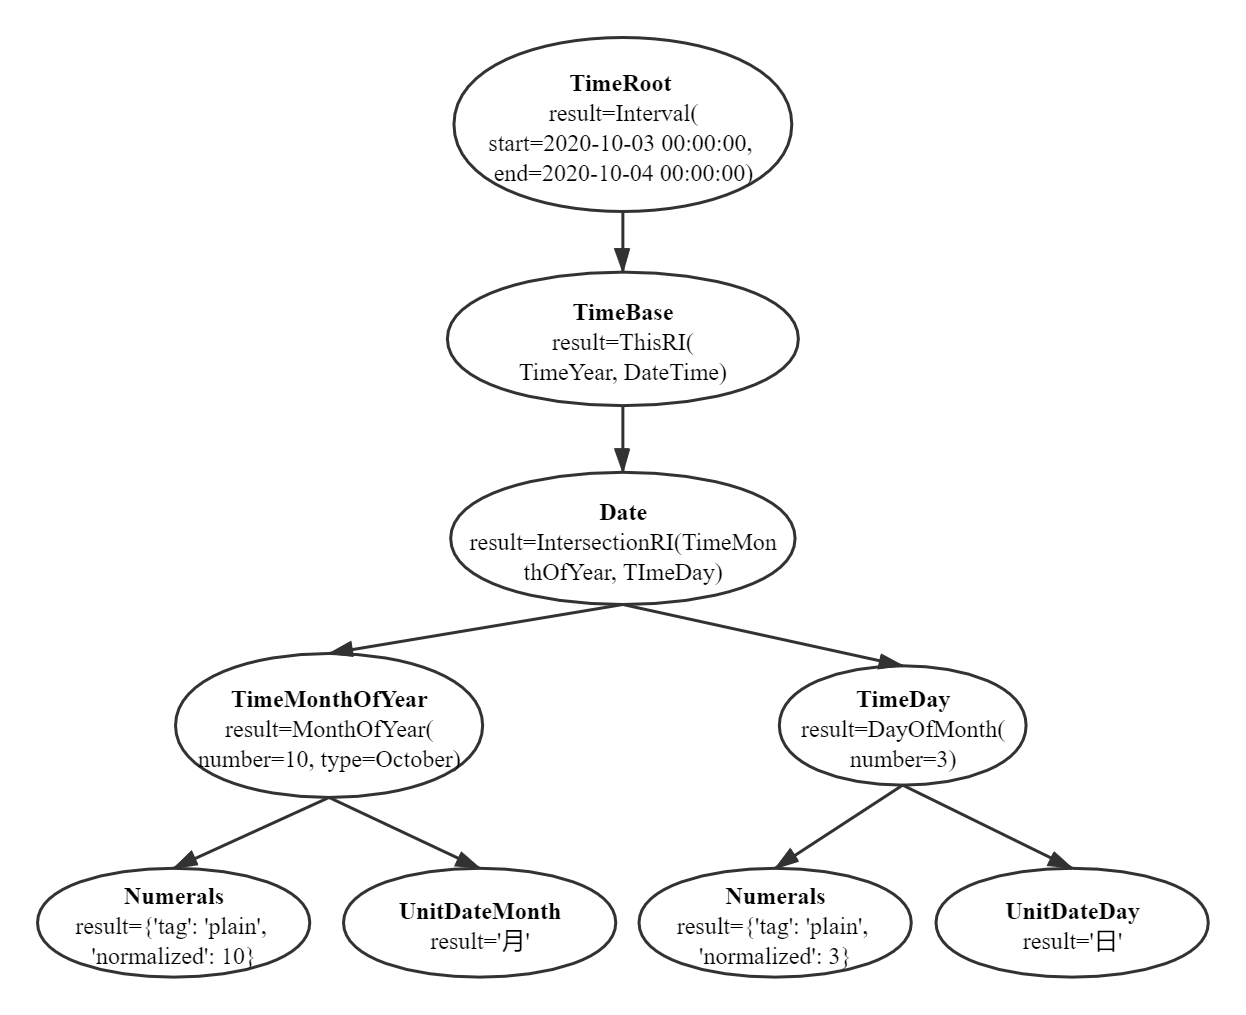 TimeRoot
result=Interval(
start=2020-10-03 00:00:00,
end=2020-10-04 00:00:00)
TimeBase
result=ThisRI(
TimeYear, DateTime)
Date
result=IntersectionRI(TimeMon
thOfYear, TImeDay)
TimeMonthOfYear
result=MonthOfYear(
number=10, type=October)
TimeDay
result=DayOfMonth(
number=3)
Numerals
result={'tag': 'plain',
'normalized': 10}
UnitDateMonth
result='月'
Numerals
result={'tag': 'plain',
'normalized': 3}
UnitDateDay
result='日'